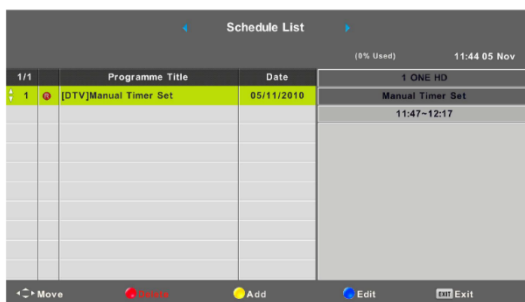 Schedule List
(0% Used) 11:44 05 Nov
1/1 Programme Title Date 1 ONE HD
1 R [DTV]Manual Timer Set 05/11/2010 Manual Timer Set
11:47~12:17
Move Delete Add Edit EXIT Exit